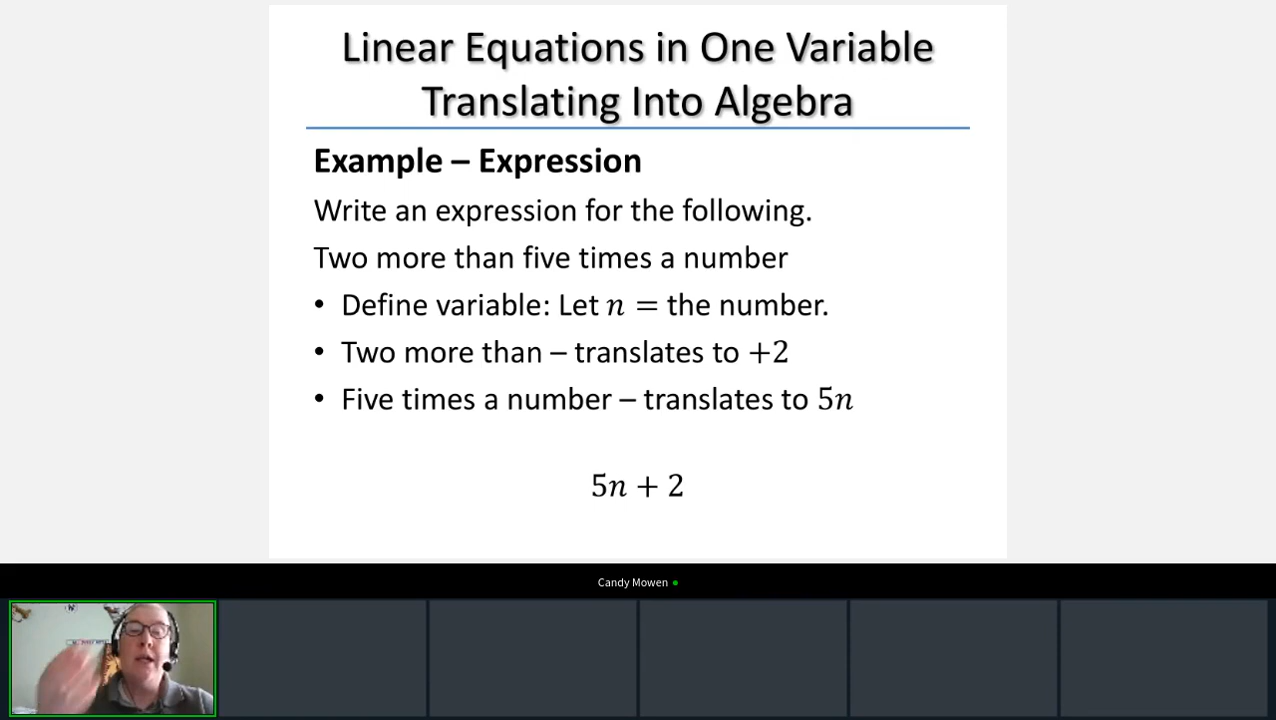 Linear Equations in One Variable
Translating Into Algebra
Example – Expression
Write an expression for the following.
Two more than five times a number
• Define variable: Let n = the number.
• Two more than – translates to +2
• Five times a number – translates to 5n
5n + 2
Candy Mowen